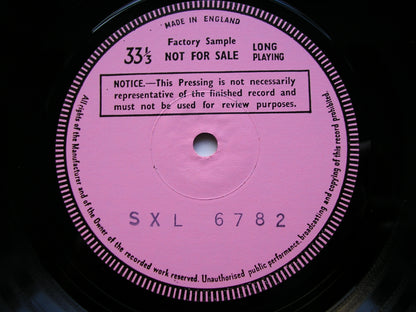 MADE IN ENGLAND
Factory Sample
33⅓ NOT FOR SALE LONG PLAYING
NOTICE.—This Pressing is not necessarily
representative of the finished record and
must not be used for review purposes.
SXL 6782
All rights of the Manufacturer and of the Owner of the recorded work reserved. Unauthorised public performance, broadcasting and copying of this record prohibited.